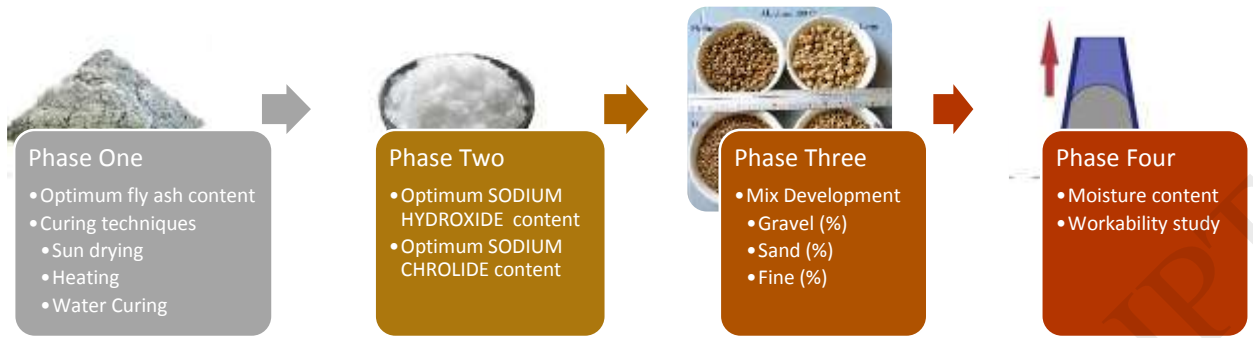 Phase One
•Optimum fly ash content
•Curing techniques
•Sun drying
•Heating
•Water Curing
Phase Two
•Optimum SODIUM
HYDROXIDE content
•Optimum SODIUM
CHROLIDE content
Phase Three
•Mix Development
•Gravel (%)
•Sand (%)
•Fine (%)
Phase Four
•Moisture content
•Workability study